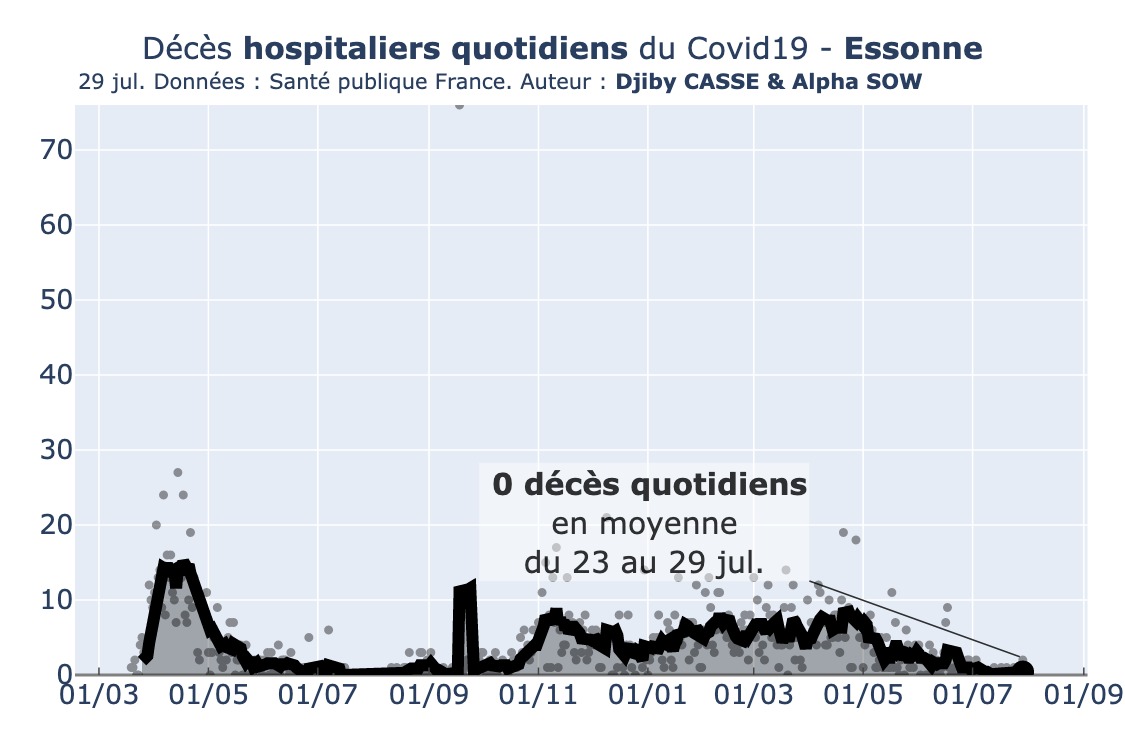 Décès hospitaliers quotidiens du Covid19 - Essonne
29 jul. Données : Santé publique France. Auteur : Djiby CASSE & Alpha SOW
70
60
50
40
30
20
10
0
0 décès quotidiens
en moyenne
du 23 au 29 jul.
01/03 01/05 01/07 01/09 01/11 01/01 01/03 01/05 01/07 01/09